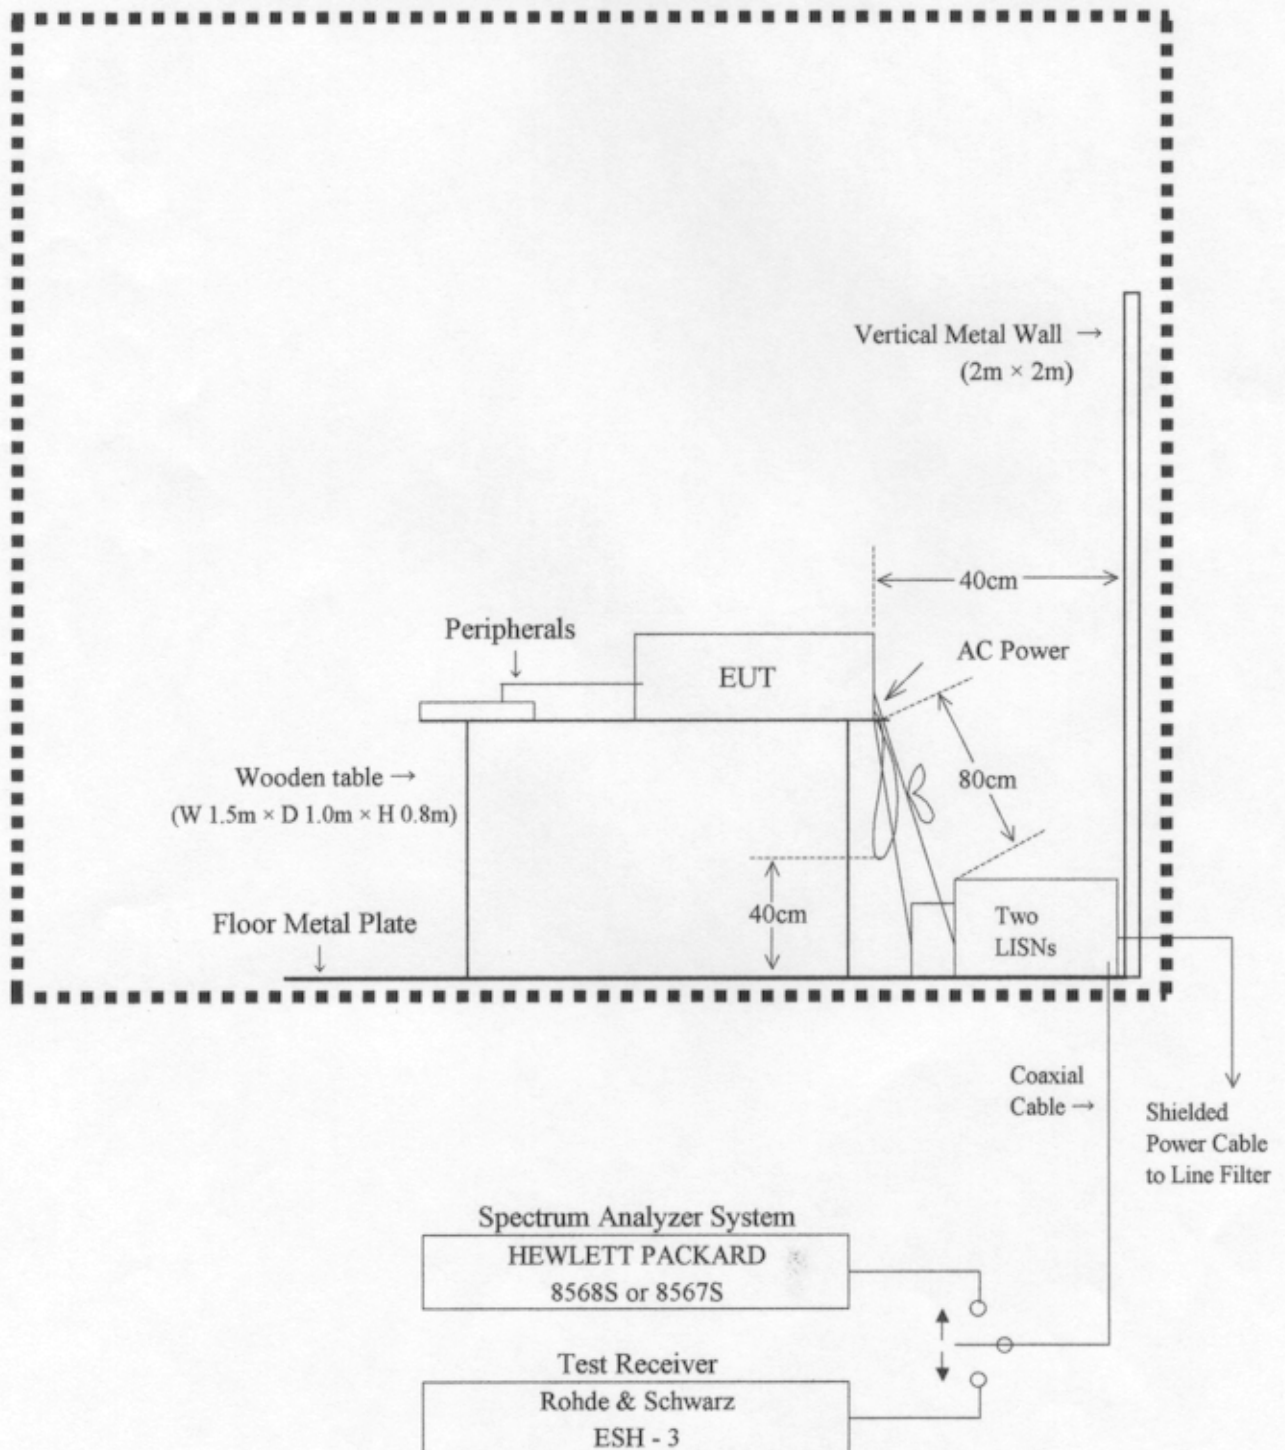 Vertical Metal Wall →
(2m × 2m)
40cm
Peripherals
AC Power
EUT
Wooden table →
(W 1.5m × D 1.0m × H 0.8m)
80cm
40cm
Floor Metal Plate
Two
LISNs
Coaxial
Cable →
Shielded
Power Cable
to Line Filter
Spectrum Analyzer System
HEWLETT PACKARD
8568S or 8567S
Test Receiver
Rohde & Schwarz
ESH - 3